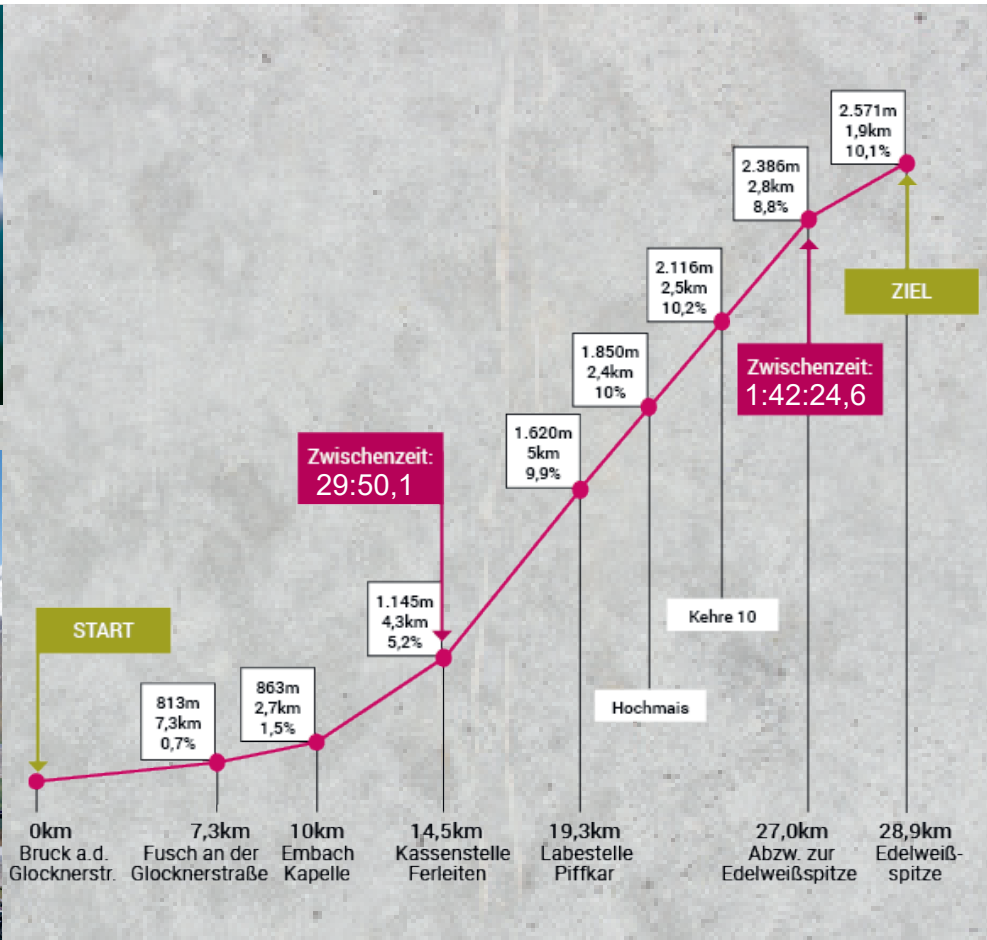 2.571m
1,9km
10,1%
2.386m
2,8km
8,8%
2.116m
2,5km
10,2%
ZIEL
1.850m
2,4km
10%
Zwischenzeit:
1:42:24,6
1.620m
5km
9,9%
Zwischenzeit:
29:50,1
1.145m
4,3km
5,2%
START
Kehre 10
863m
2,7km
1,5%
813m
7,3km
0,7%
Hochmais
0km
Bruck a.d.
Glocknerstr.
7,3km
Fusch an der
Glocknerstraße
10km
Embach
Kapelle
14,5km
Kassenstelle
Ferleiten
19,3km
Labestelle
Piffkar
27,0km
Abzw. zur
Edelweißspitze
28,9km
Edelweiß-
spitze